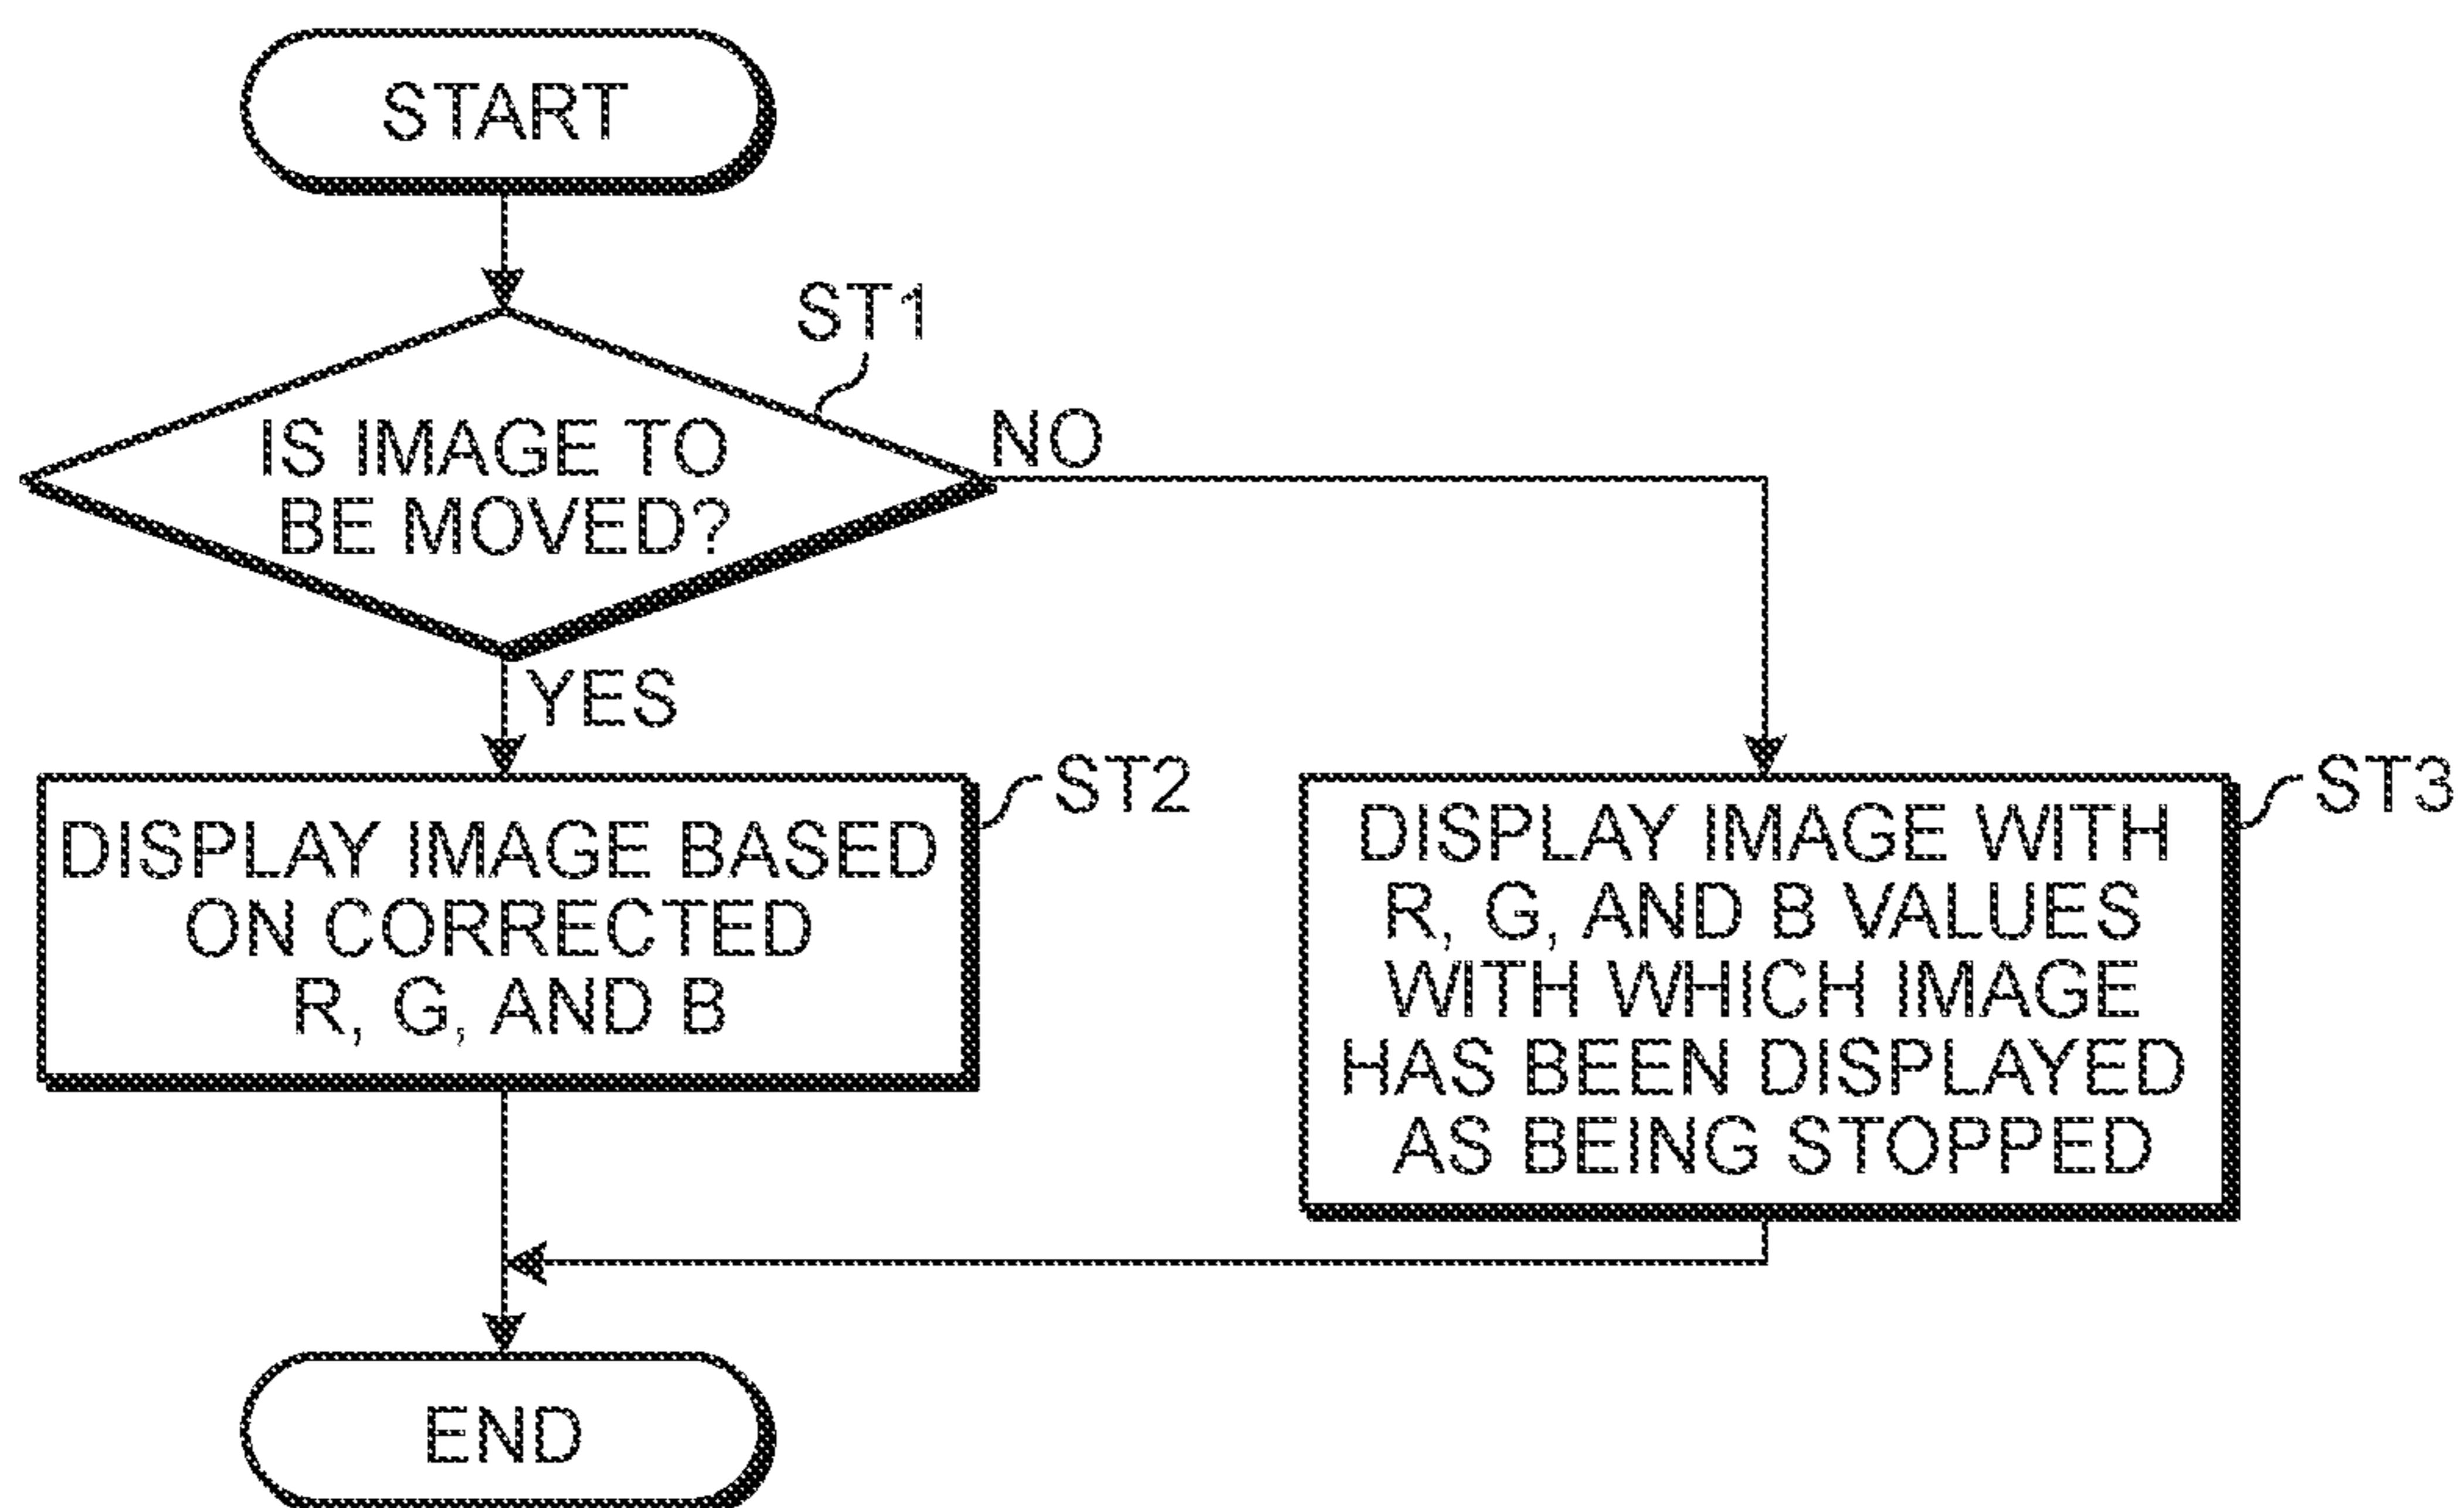 START
ST1
IS IMAGE TO
BE MOVED?
NO
YES
ST2
DISPLAY IMAGE BASED
ON CORRECTED
R, G, AND B
ST3
DISPLAY IMAGE WITH
R, G, AND B VALUES
WITH WHICH IMAGE
HAS BEEN DISPLAYED
AS BEING STOPPED
END